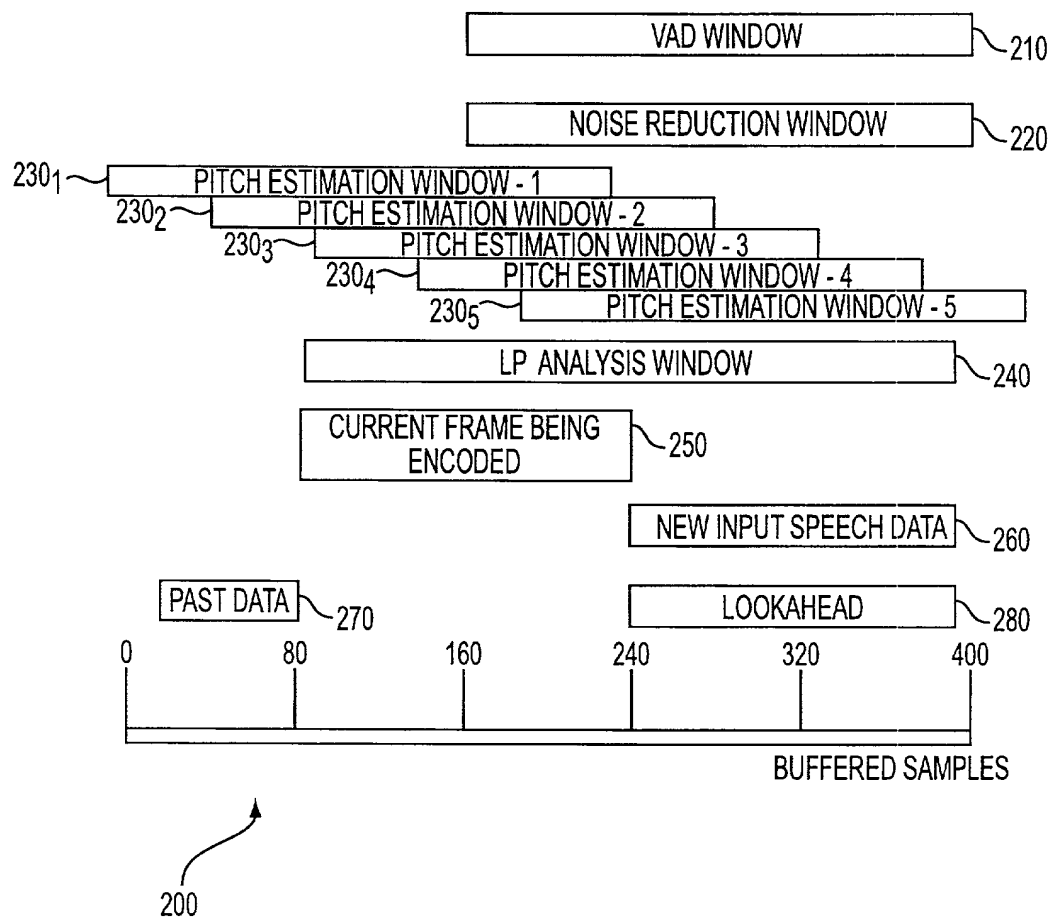 VAD WINDOW
210
NOISE REDUCTION WINDOW
220
230₁ PITCH ESTIMATION WINDOW - 1
230₂ PITCH ESTIMATION WINDOW - 2
230₃ PITCH ESTIMATION WINDOW - 3
230₄ PITCH ESTIMATION WINDOW - 4
230₅ PITCH ESTIMATION WINDOW - 5
LP ANALYSIS WINDOW
240
CURRENT FRAME BEING
ENCODED
250
NEW INPUT SPEECH DATA
260
PAST DATA
270
LOOKAHEAD
280
0 80 160 240 320 400
BUFFERED SAMPLES
200